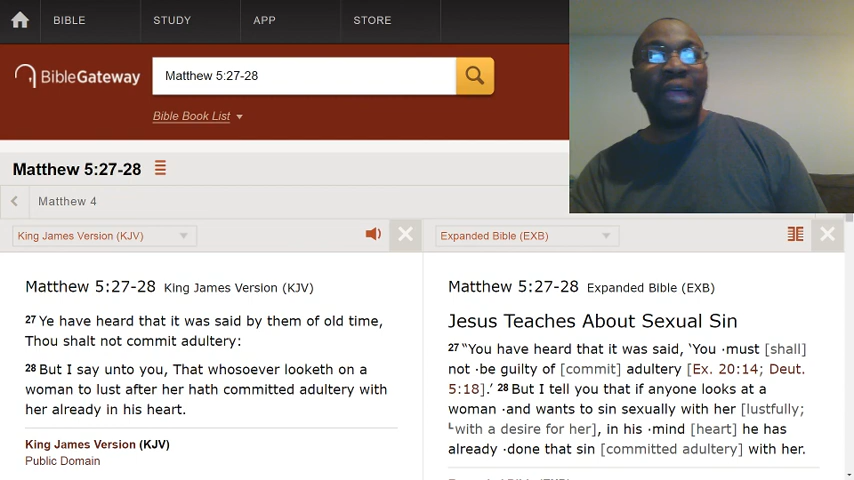 BIBLE STUDY APP STORE
BibleGateway
Matthew 5:27-28
Bible Book List
Matthew 5:27-28
Matthew 4
King James Version (KJV)
Matthew 5:27-28 King James Version (KJV)
27 Ye have heard that it was said by them of old time,
Thou shalt not commit adultery:
28 But I say unto you, That whosoever looketh on a
woman to lust after her hath committed adultery with
her already in his heart.
King James Version (KJV)
Public Domain
Expanded Bible (EXB)
Matthew 5:27-28 Expanded Bible (EXB)
Jesus Teaches About Sexual Sin
27 “You have heard that it was said, ‘You ·must [shall]
not ·be guilty of [commit] adultery [Ex. 20:14; Deut.
5:18].’ 28 But I tell you that if anyone looks at a
woman ·and wants to sin sexually with her [lustfully;
└with a desire for her], in his ·mind [heart] he has
already ·done that sin [committed adultery] with her.